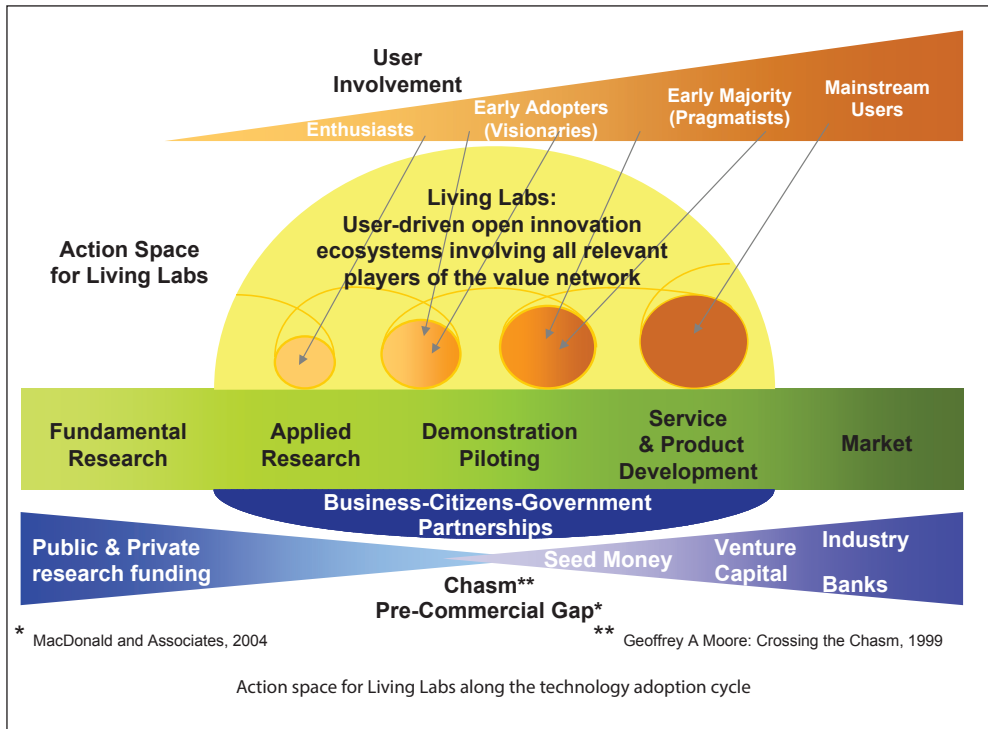 User
Involvement
Enthusiasts
Early Adopters
(Visionaries)
Early Majority
(Pragmatists)
Mainstream
Users
Living Labs:
User-driven open innovation
ecosystems involving all relevant
players of the value network
Action Space
for Living Labs
Fundamental
Research
Applied
Research
Demonstration
Piloting
Service
& Product
Development
Market
Business-Citizens-Government
Partnerships
Public & Private
research funding
Seed Money
Venture
Capital
Industry
Banks
Chasm**
Pre-Commercial Gap*
* MacDonald and Associates, 2004
** Geoffrey A Moore: Crossing the Chasm, 1999
Action space for Living Labs along the technology adoption cycle